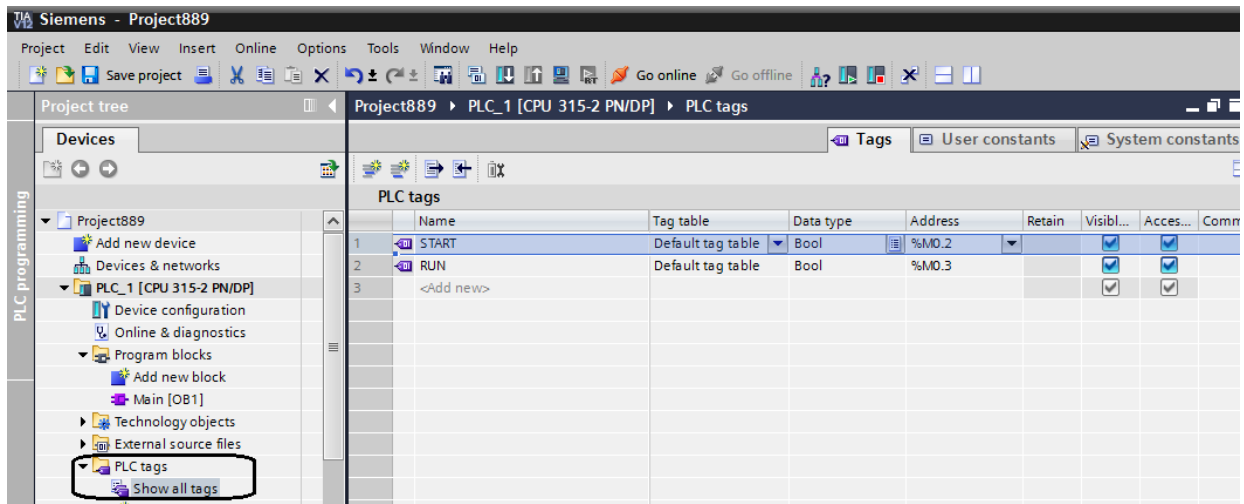 TIA V12 Siemens - Project889
Project Edit View Insert Online Options Tools Window Help
Save project Go online Go offline
Project tree
Project889 PLC_1 [CPU 315-2 PN/DP] PLC tags
Devices
Tags User constants System constants
PLC programming
PLC tags
Name Tag table Data type Address Retain Visibl... Acces... Comm
1 START Default tag table Bool %M0.2
2 RUN Default tag table Bool %M0.3
3 <Add new>
Project889
Add new device
Devices & networks
PLC_1 [CPU 315-2 PN/DP]
Device configuration
Online & diagnostics
Program blocks
Add new block
Main [OB1]
Technology objects
External source files
PLC tags
Show all tags